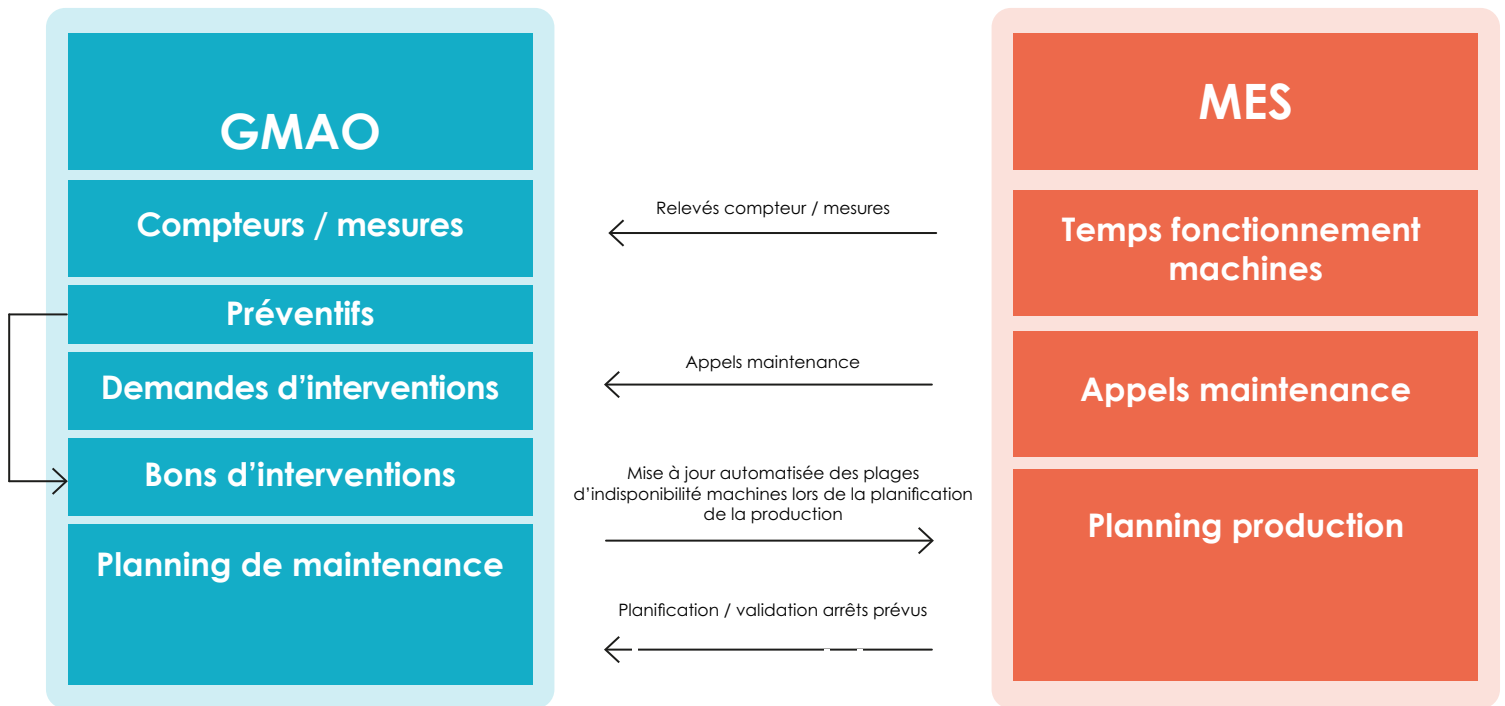 GMAO
Compteurs / mesures
Préventifs
Demandes d’interventions
Bons d’interventions
Planning de maintenance
Relevés compteur / mesures
Appels maintenance
Mise à jour automatisée des plages
d’indisponibilité machines lors de la planification
de la production
Planification / validation arrêts prévus
MES
Temps fonctionnement
machines
Appels maintenance
Planning production